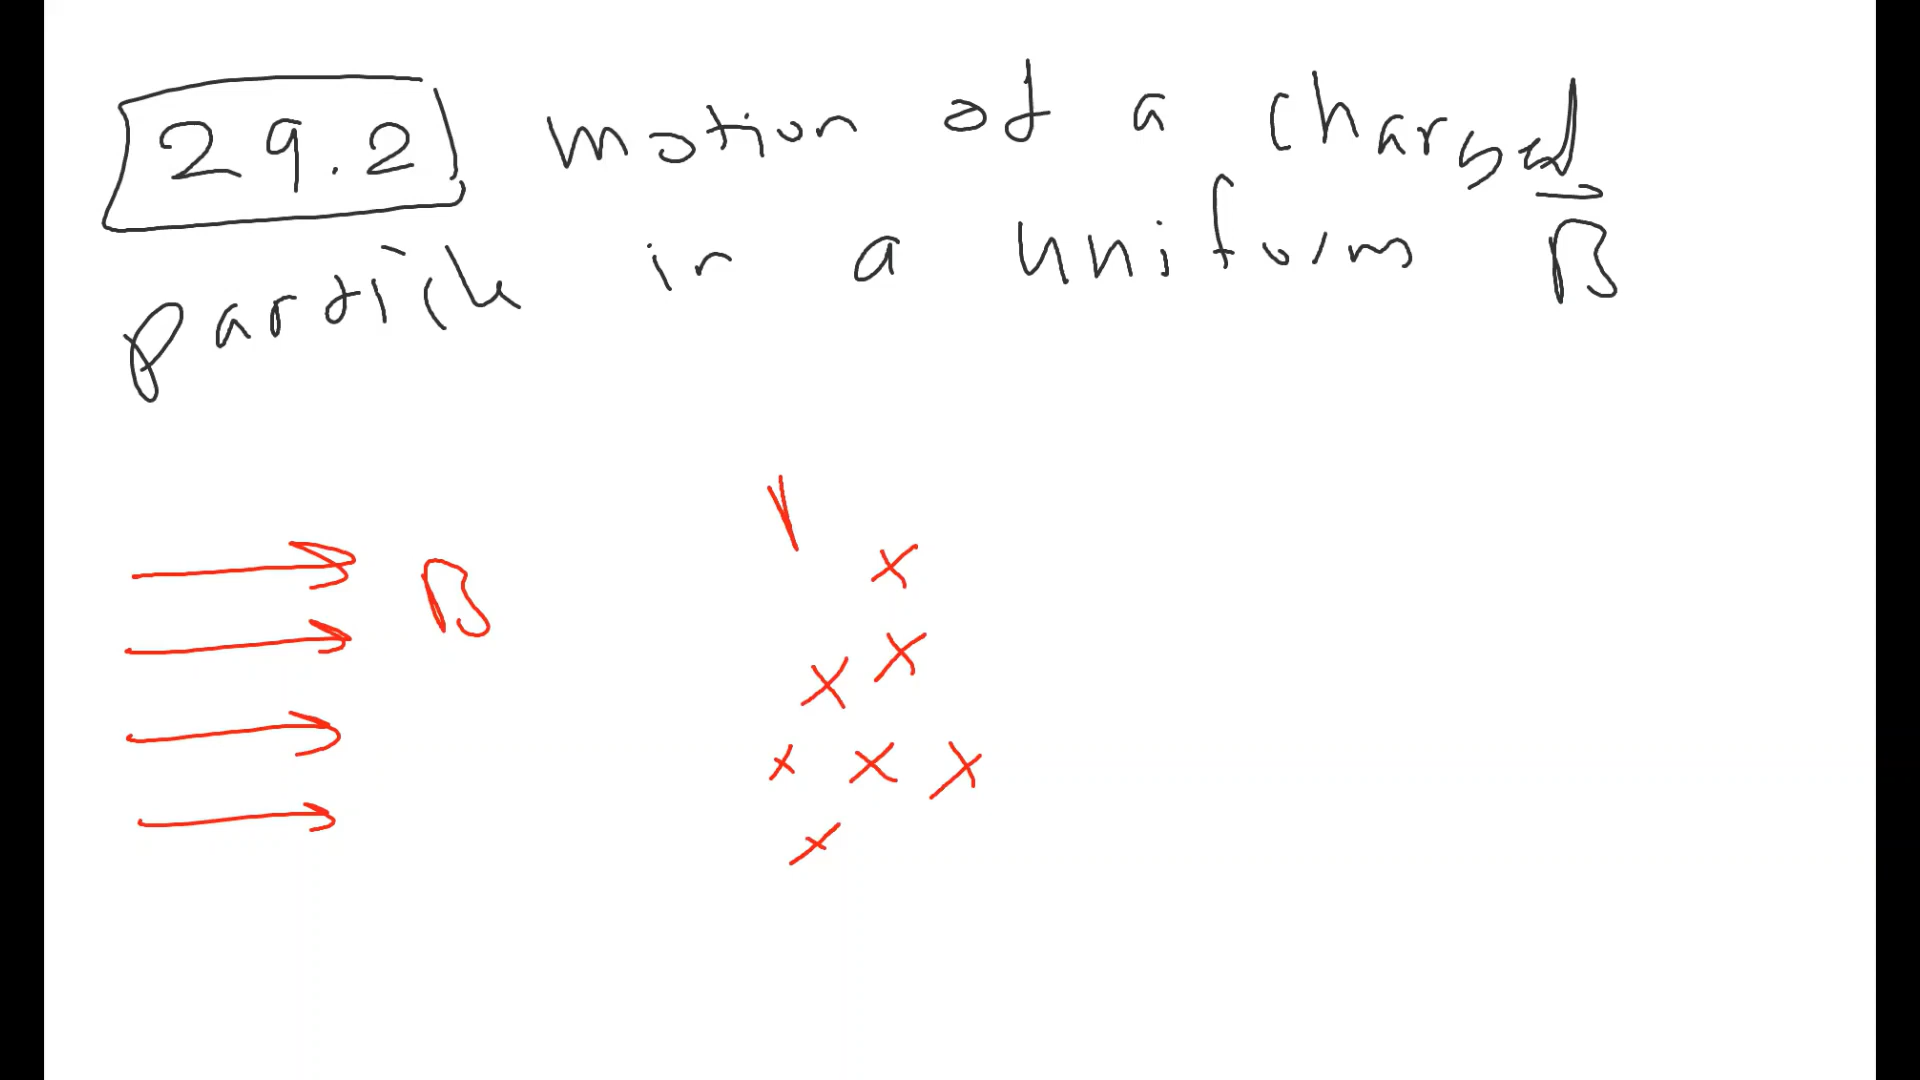 29.2 motion of a charged
particle in a uniform B
B
x
x x
x x x
x